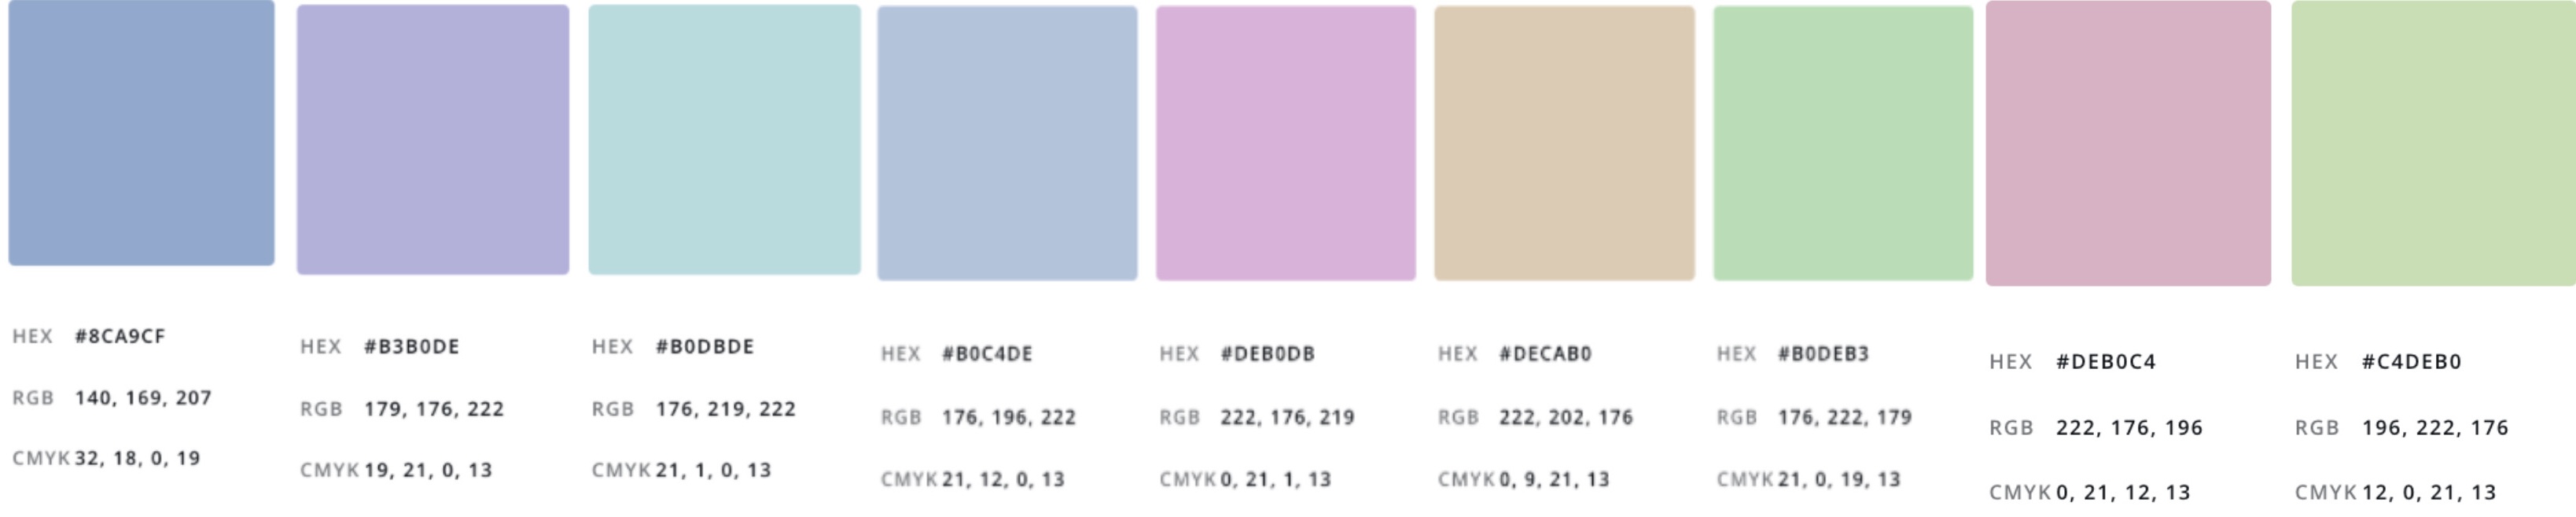 HEX #8CA9CF
RGB 140, 169, 207
CMYK 32, 18, 0, 19
HEX #B3B0DE
RGB 179, 176, 222
CMYK 19, 21, 0, 13
HEX #B0DBDE
RGB 176, 219, 222
CMYK 21, 1, 0, 13
HEX #B0C4DE
RGB 176, 196, 222
CMYK 21, 12, 0, 13
HEX #DEB0DB
RGB 222, 176, 219
CMYK 0, 21, 1, 13
HEX #DECAB0
RGB 222, 202, 176
CMYK 0, 9, 21, 13
HEX #B0DEB3
RGB 176, 222, 179
CMYK 21, 0, 19, 13
HEX #DEB0C4
RGB 222, 176, 196
CMYK 0, 21, 12, 13
HEX #C4DEB0
RGB 196, 222, 176
CMYK 12, 0, 21, 13